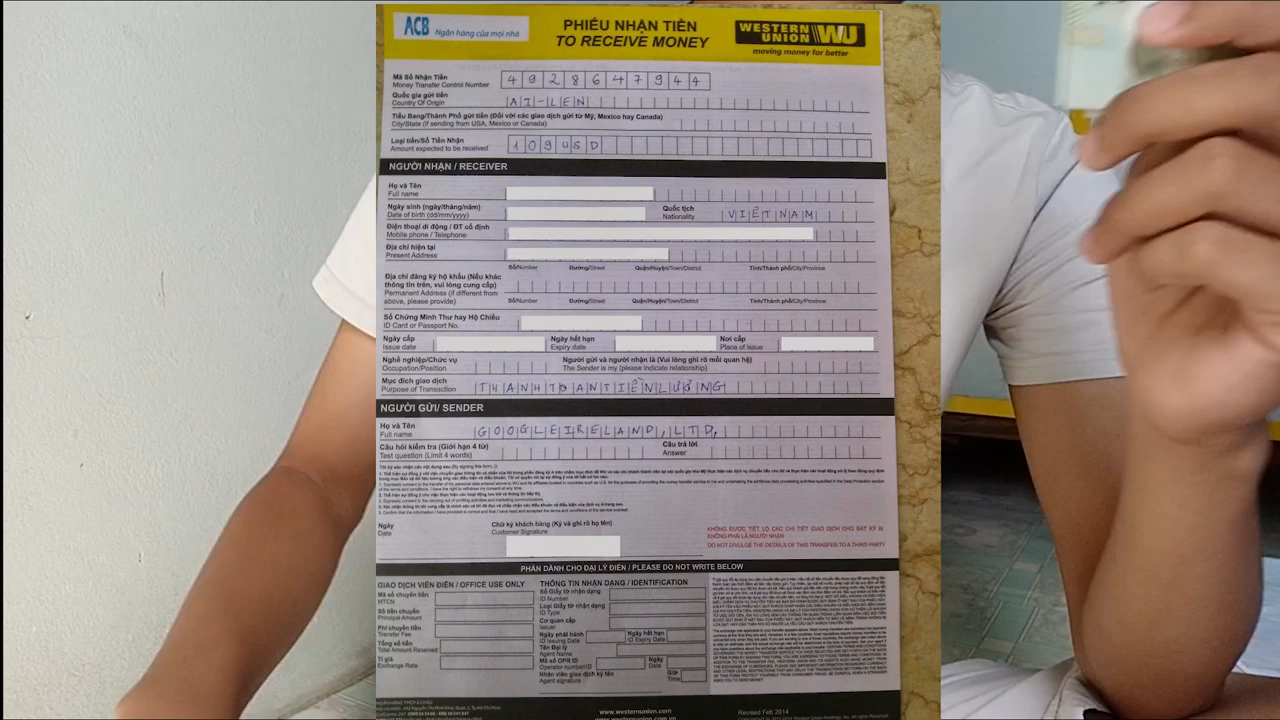 ACB Ngân hàng của mọi nhà
PHIẾU NHẬN TIỀN
TO RECEIVE MONEY
WESTERN UNION WU
moving money for better
Mã Số Nhận Tiền
Money Transfer Control Number
4928647944
Quốc gia gửi tiền
Country Of Origin
AI-LEN
Tiểu Bang/Thành Phố gửi tiền (Đối với các giao dịch gửi từ Mỹ, Mexico hay Canada)
City/State (if sending from USA, Mexico or Canada)
Loại tiền/Số Tiền Nhận
Amount expected to be received
109USD
NGƯỜI NHẬN / RECEIVER
Họ và Tên
Full name
Ngày sinh (ngày/tháng/năm)
Date of birth (dd/mm/yyyy)
Quốc tịch
Nationality
VIỆTNAM
Điện thoại di động / ĐT cố định
Mobile phone / Telephone
Địa chỉ hiện tại
Present Address
Số/Number Đường/Street Quận/Huyện/Town/District Tỉnh/Thành phố/City/Province
Địa chỉ đăng ký hộ khẩu (Nếu khác
thông tin trên, vui lòng cung cấp)
Permanent Address (if different from
above, please provide)
Số/Number Đường/Street Quận/Huyện/Town/District Tỉnh/Thành phố/City/Province
Số Chứng Minh Thư hay Hộ Chiếu
ID Card or Passport No.
Ngày cấp
Issue date
Ngày hết hạn
Expiry date
Nơi cấp
Place of issue
Nghề nghiệp/Chức vụ
Occupation/Position
Người gửi và người nhận là (Vui lòng ghi rõ mối quan hệ)
The Sender is my (please indicate relationship)
Mục đích giao dịch
Purpose of Transaction
THANHTOANTIỀNLƯƠNG
NGƯỜI GỬI/ SENDER
Họ và Tên
Full name
GOOGLEIRELAND, LTD,
Câu hỏi kiểm tra (Giới hạn 4 từ)
Test question (Limit 4 words)
Câu trả lời
Answer
Ngày
Date
Chữ ký khách hàng (Ký và ghi rõ họ tên)
Customer Signature
KHÔNG ĐƯỢC TIẾT LỘ CÁC CHI TIẾT GIAO DỊCH CHO BẤT KỲ AI
KHÔNG PHẢI LÀ NGƯỜI NHẬN
DO NOT DIVULGE THE DETAILS OF THIS TRANSFER TO A THIRD PARTY
PHẦN DÀNH CHO ĐẠI LÝ ĐIỀN / PLEASE DO NOT WRITE BELOW
GIAO DỊCH VIÊN ĐIỀN / OFFICE USE ONLY
Mã số chuyển tiền
MTCN
Số tiền chuyển
Principal Amount
Phí chuyển tiền
Transfer Fee
Tổng số tiền
Total Amount Received
Tỉ giá
Exchange Rate
THÔNG TIN NHẬN DẠNG / IDENTIFICATION
Số Giấy tờ nhận dạng
ID Number
Loại Giấy tờ nhận dạng
ID Type
Cơ quan cấp
Issuer
Ngày phát hành
ID Issuing Date
Ngày hết hạn
ID Expiry Date
Tên Đại lý
Agent Name
Mã số OPR ID
Operator number/ID
Ngày
Date
Giờ
Time
Nhân viên giao dịch ký tên
Agent signature
www.westernunion.com
www.westernunion.com.vn
Revised Feb 2014